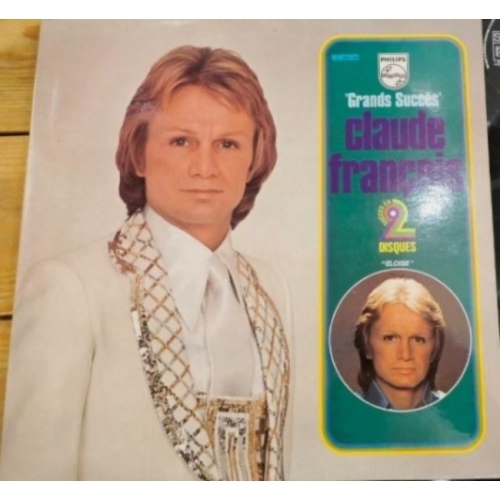 PHILIPS
"Grands Succès"
claude
françois
2
DISQUES
"ELOISE"